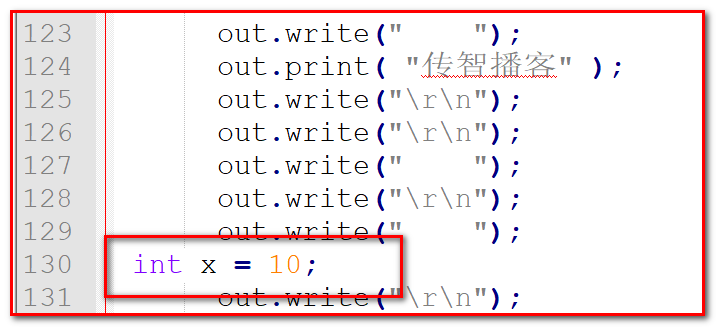 123 out.write("    ");
124 out.print( "传智播客" );
125 out.write("\r\n");
126 out.write("\r\n");
127 out.write("    ");
128 out.write("\r\n");
129 out.write("    ");
130 int x = 10;
131 out.write("\r\n");